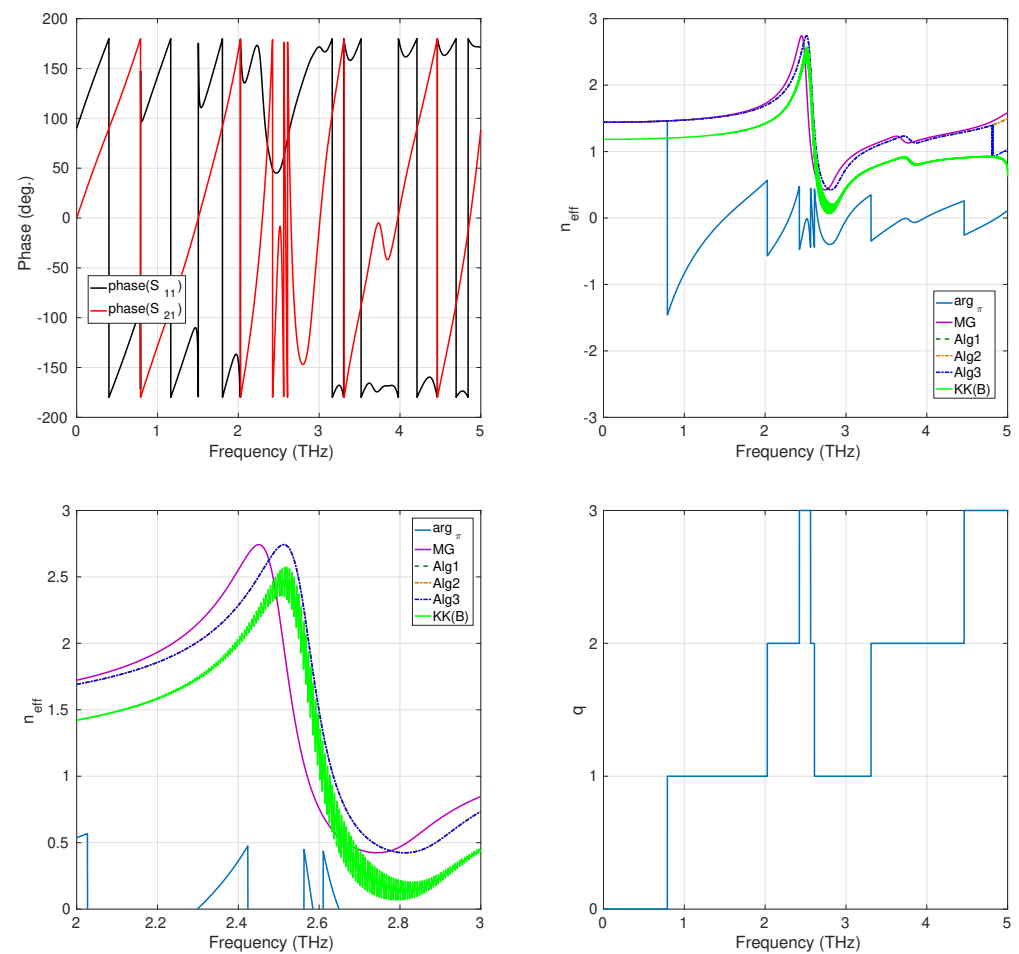 200
150
100
50
0
-50
-100
-150
-200
Phase (deg.)
phase(S 11)
phase(S 21)
0 1 2 3 4 5
Frequency (THz)
3
2
1
0
-1
-2
-3
n eff
arg π
MG
Alg1
Alg2
Alg3
KK(B)
0 1 2 3 4 5
Frequency (THz)
3
2.5
2
1.5
1
0.5
0
n eff
arg π
MG
Alg1
Alg2
Alg3
KK(B)
2 2.2 2.4 2.6 2.8 3
Frequency (THz)
3
2
1
0
q
0 1 2 3 4 5
Frequency (THz)